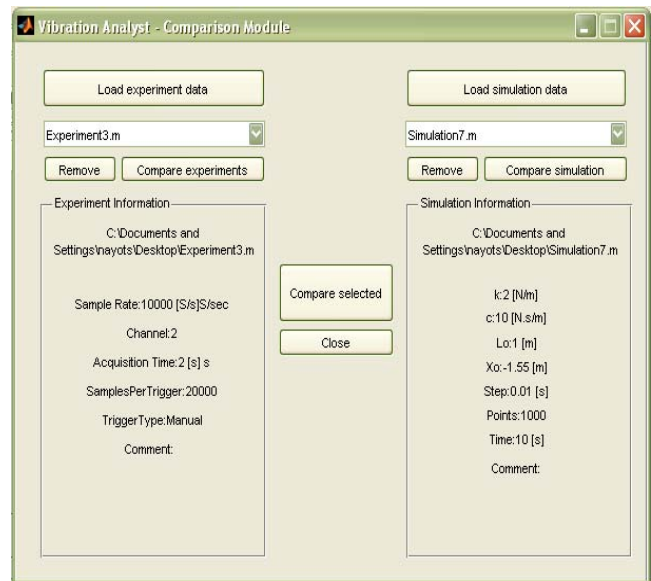 Vibration Analyst - Comparison Module
Load experiment data
Experiment3.m
Remove
Compare experiments
Experiment Information
C:\Documents and
Settings\nayots\Desktop\Experiment3.m
Sample Rate:10000 [S/s]S/sec
Channel:2
Acquisition Time:2 [s] s
SamplesPerTrigger:20000
TriggerType:Manual
Comment:
Compare selected
Close
Load simulation data
Simulation7.m
Remove
Compare simulation
Simulation Information
C:\Documents and
Settings\nayots\Desktop\Simulation7.m
k:2 [N/m]
c:10 [N.s/m]
Lo:1 [m]
Xo:-1.55 [m]
Step:0.01 [s]
Points:1000
Time:10 [s]
Comment: